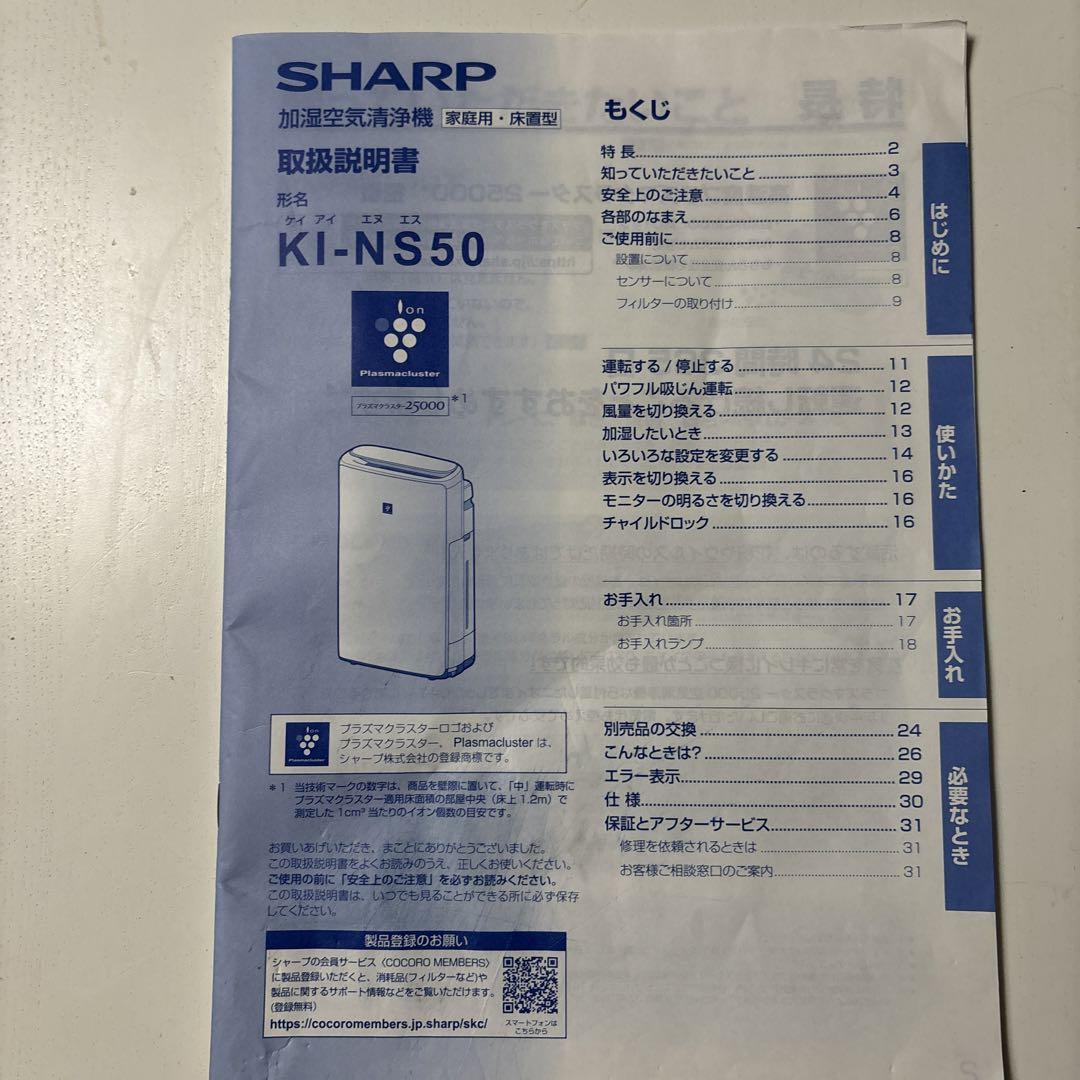 SHARP
加湿空気清浄機 家庭用・床置型
取扱説明書
形名
ケイ アイ エヌ エス
KI-NS50
Ion
Plasmacluster
プラズマクラスター25000 *1
Ion
Plasmacluster
プラズマクラスターロゴおよび
プラズマクラスター、Plasmacluster は、
シャープ株式会社の登録商標です。
*1 当技術マークの数字は、商品を壁際に置いて、「中」運転時に
プラズマクラスター適用床面積の部屋中央（床上 1.2m）で
測定した 1cm³ 当たりのイオン個数の目安です。
お買いあげいただき、まことにありがとうございました。
この取扱説明書をよくお読みのうえ、正しくお使いください。
ご使用の前に「安全上のご注意」を必ずお読みください。
この取扱説明書は、いつでも見ることができる所に必ず保存
してください。
製品登録のお願い
シャープの会員サービス〈COCORO MEMBERS〉
に製品登録いただくと、消耗品(フィルターなど)や
製品に関するサポート情報などをご覧いただけます。
(登録無料)
https://cocoromembers.jp.sharp/skc/
スマートフォンは
こちらから
もくじ
特 長 2
知っていただきたいこと 3
安全上のご注意 4
各部のなまえ 6
ご使用前に 8
設置について 8
センサーについて 8
フィルターの取り付け 9
はじめに
運転する / 停止する 11
パワフル吸じん運転 12
風量を切り換える 12
加湿したいとき 13
いろいろな設定を変更する 14
表示を切り換える 16
モニターの明るさを切り換える 16
チャイルドロック 16
使いかた
お手入れ 17
お手入れ箇所 17
お手入れランプ 18
お手入れ
別売品の交換 24
こんなときは? 26
エラー表示 29
仕 様 30
保証とアフターサービス 31
修理を依頼されるときは 31
お客様ご相談窓口のご案内 31
必要なとき